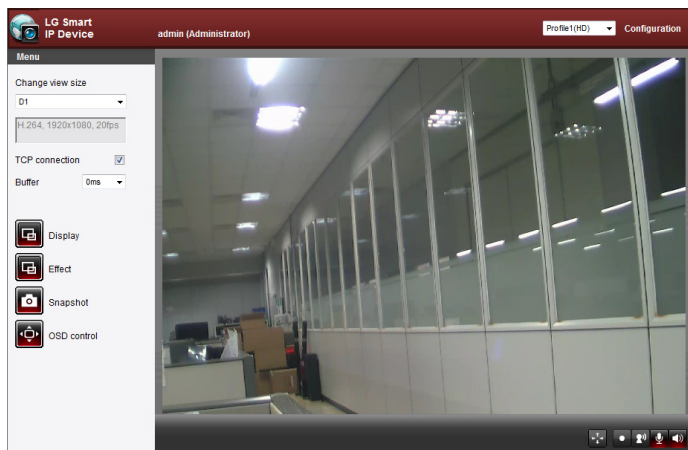 LG Smart
IP Device
admin (Administrator)
Profile1(HD)
Configuration
Menu
Change view size
D1
H.264, 1920x1080, 20fps
TCP connection
Buffer
0ms
Display
Effect
Snapshot
OSD control